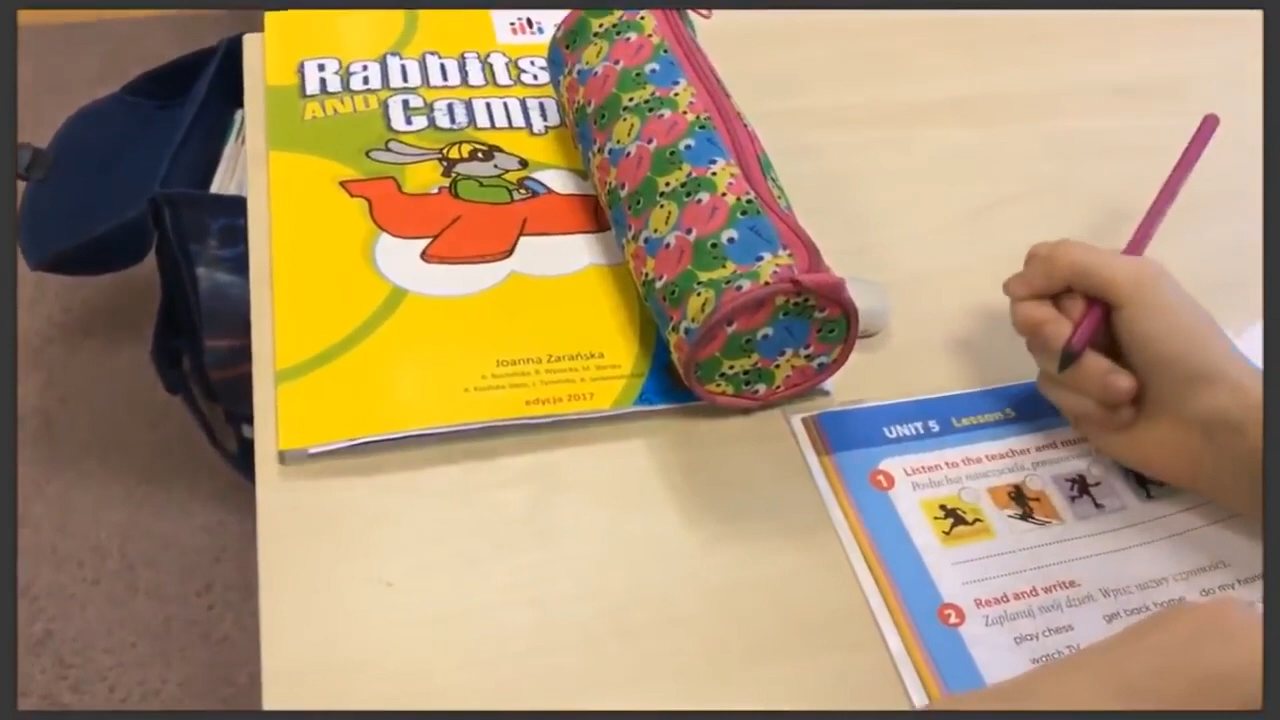 Rabbits
AND Comp
Joanna Zarańska
edycja 2017
UNIT 5 Lesson 5
1 Listen to the teacher and
Posłuchaj nauczyciela,
2 Read and write.
Zaplanuj swój dzień. Wpisz nazwy czynności.
play chess get back home do my
watch TV